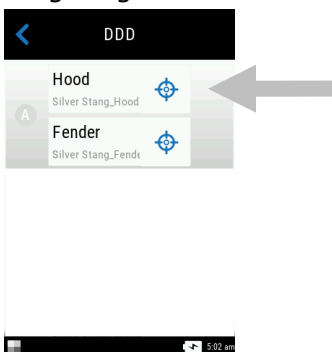 DDD
Hood
Silver Stang_Hood
A
Fender
Silver Stang_Fende
5:02 am